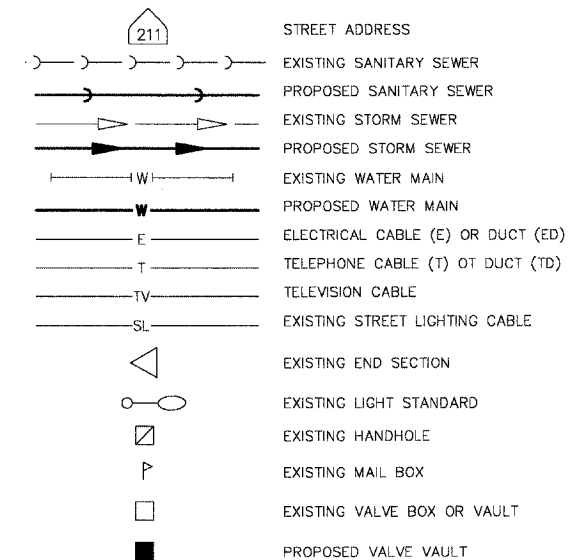 211 STREET ADDRESS
EXISTING SANITARY SEWER
PROPOSED SANITARY SEWER
EXISTING STORM SEWER
PROPOSED STORM SEWER
W EXISTING WATER MAIN
W PROPOSED WATER MAIN
E ELECTRICAL CABLE (E) OR DUCT (ED)
T TELEPHONE CABLE (T) OT DUCT (TD)
TV TELEVISION CABLE
SL EXISTING STREET LIGHTING CABLE
EXISTING END SECTION
EXISTING LIGHT STANDARD
EXISTING HANDHOLE
EXISTING MAIL BOX
EXISTING VALVE BOX OR VAULT
PROPOSED VALVE VAULT